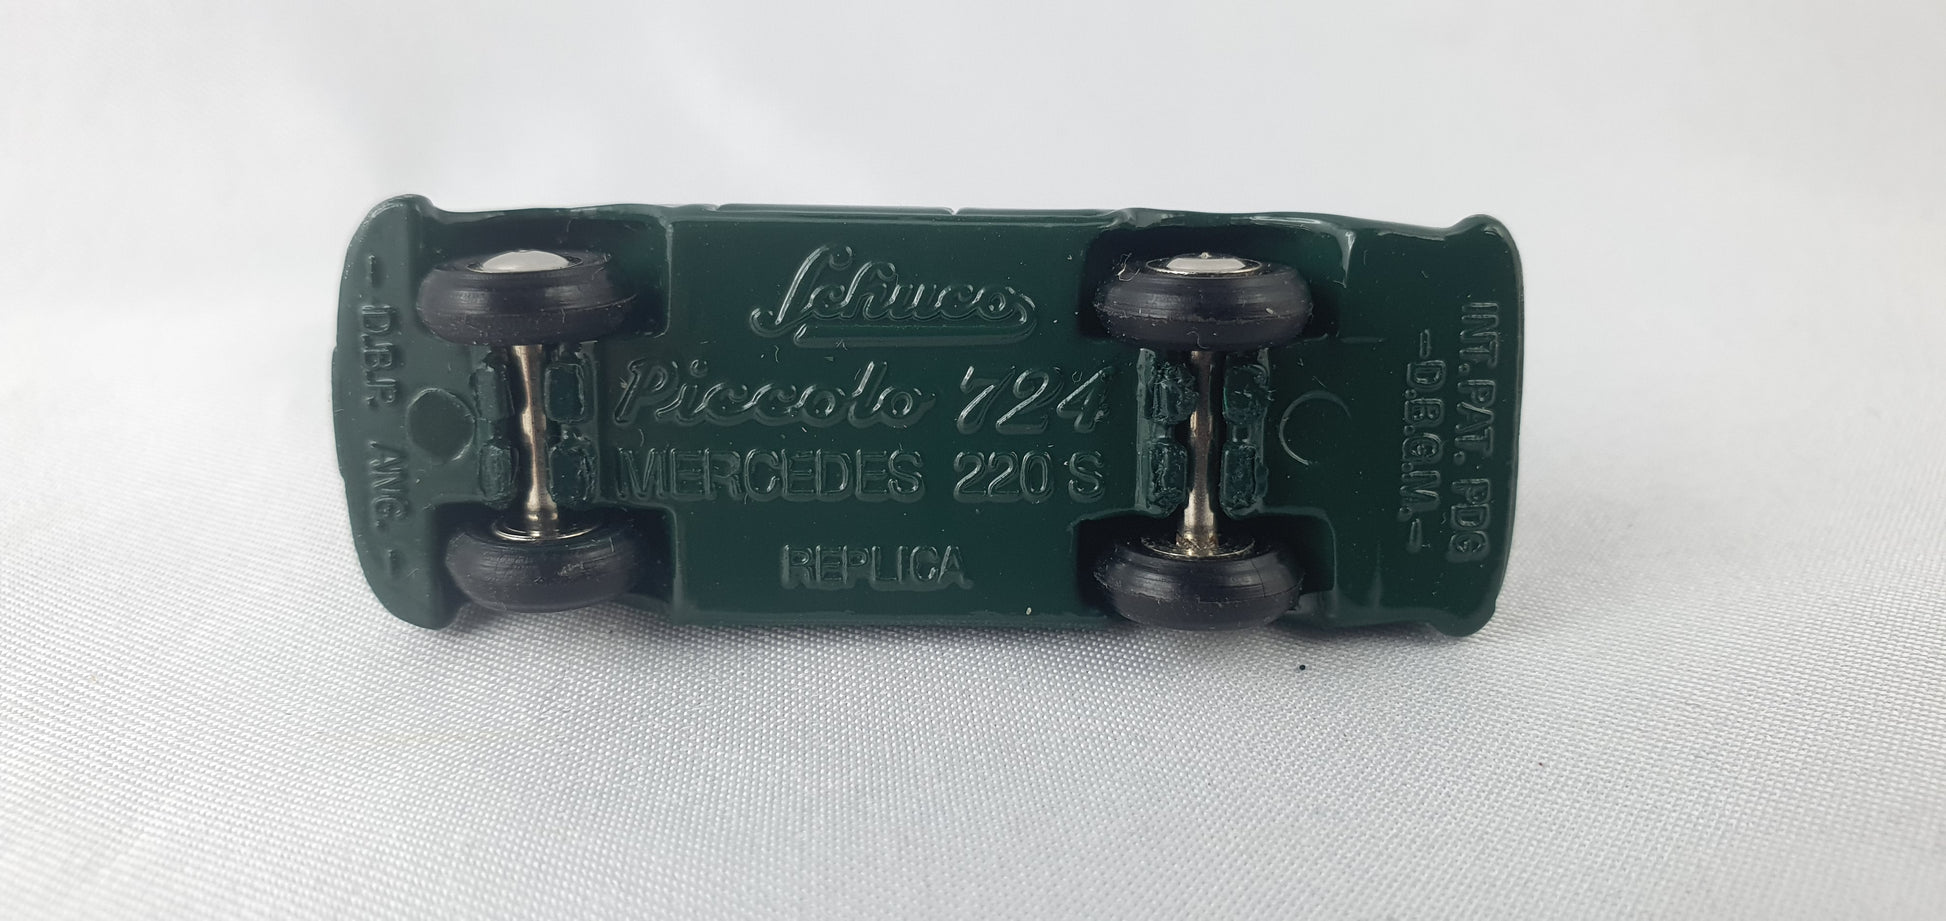 Schuco
Piccolo 724
MERCEDES 220 S
REPLICA
- D.B.P. ANG. -
INT. PAT. PDG
- D.B.G.M. -